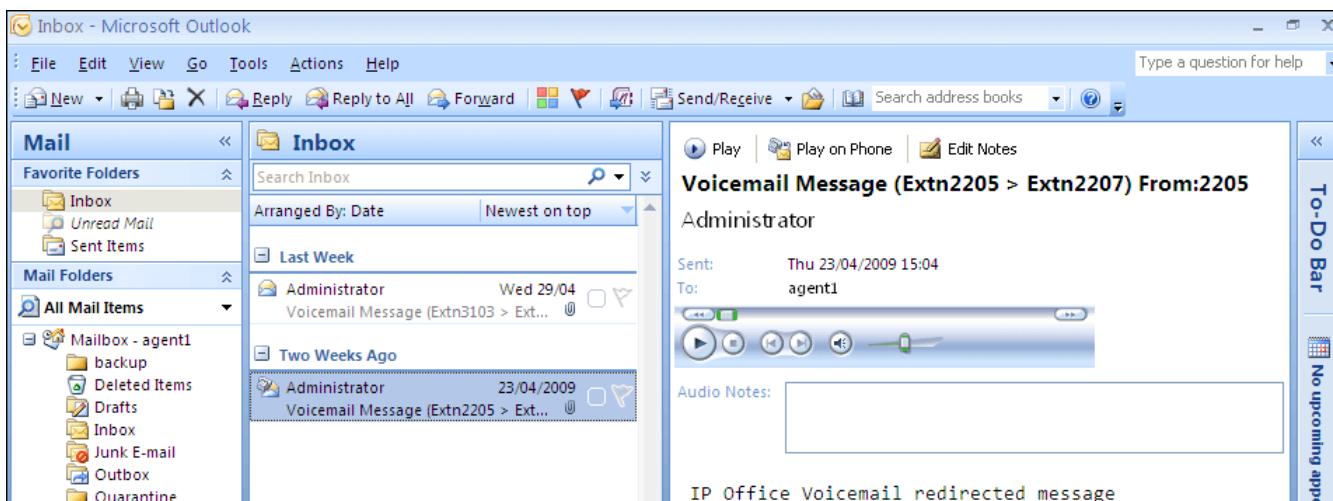 Inbox - Microsoft Outlook
File Edit View Go Tools Actions Help
Type a question for help
New Reply Reply to All Forward Send/Receive Search address books
Mail
Favorite Folders
Inbox
Unread Mail
Sent Items
Mail Folders
All Mail Items
Mailbox - agent1
backup
Deleted Items
Drafts
Inbox
Junk E-mail
Outbox
Quarantine
Inbox
Search Inbox
Arranged By: Date Newest on top
Last Week
Administrator Wed 29/04
Voicemail Message (Extn3103 > Ext...
Two Weeks Ago
Administrator 23/04/2009
Voicemail Message (Extn2205 > Ext...
Play Play on Phone Edit Notes
Voicemail Message (Extn2205 > Extn2207) From:2205
Administrator
Sent: Thu 23/04/2009 15:04
To: agent1
Audio Notes:
IP Office Voicemail redirected message
To-Do Bar
No upcoming appo